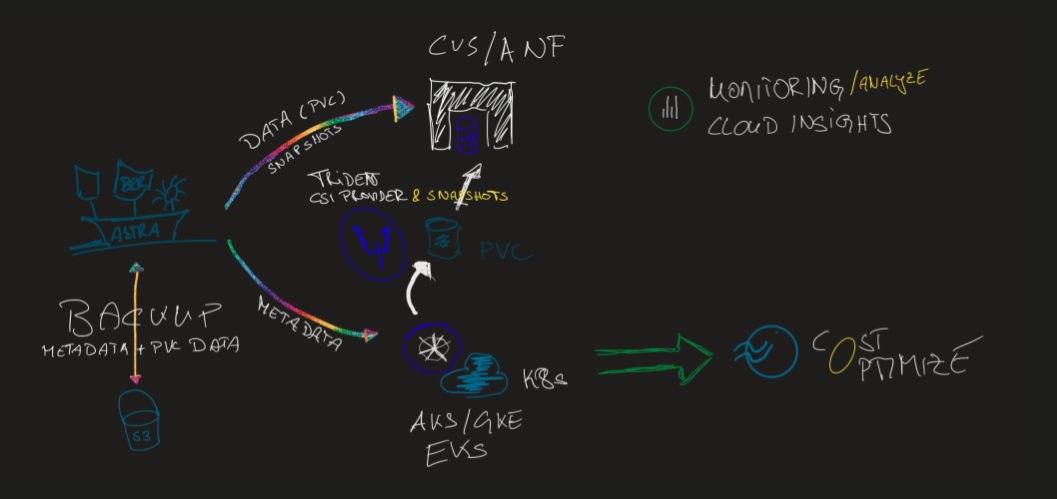 CVS/ANF
MONITORING/ANALYZE
CLOUD INSIGHTS
DATA (PVC)
SNAPSHOTS
TRIDENT
CSI PROVIDER & SNAPSHOTS
ASTRA
PVC
METADATA
BACKUP
METADATA + PVC DATA
S3
K8s
AKS/GKE
EKS
COST
OPTIMIZE